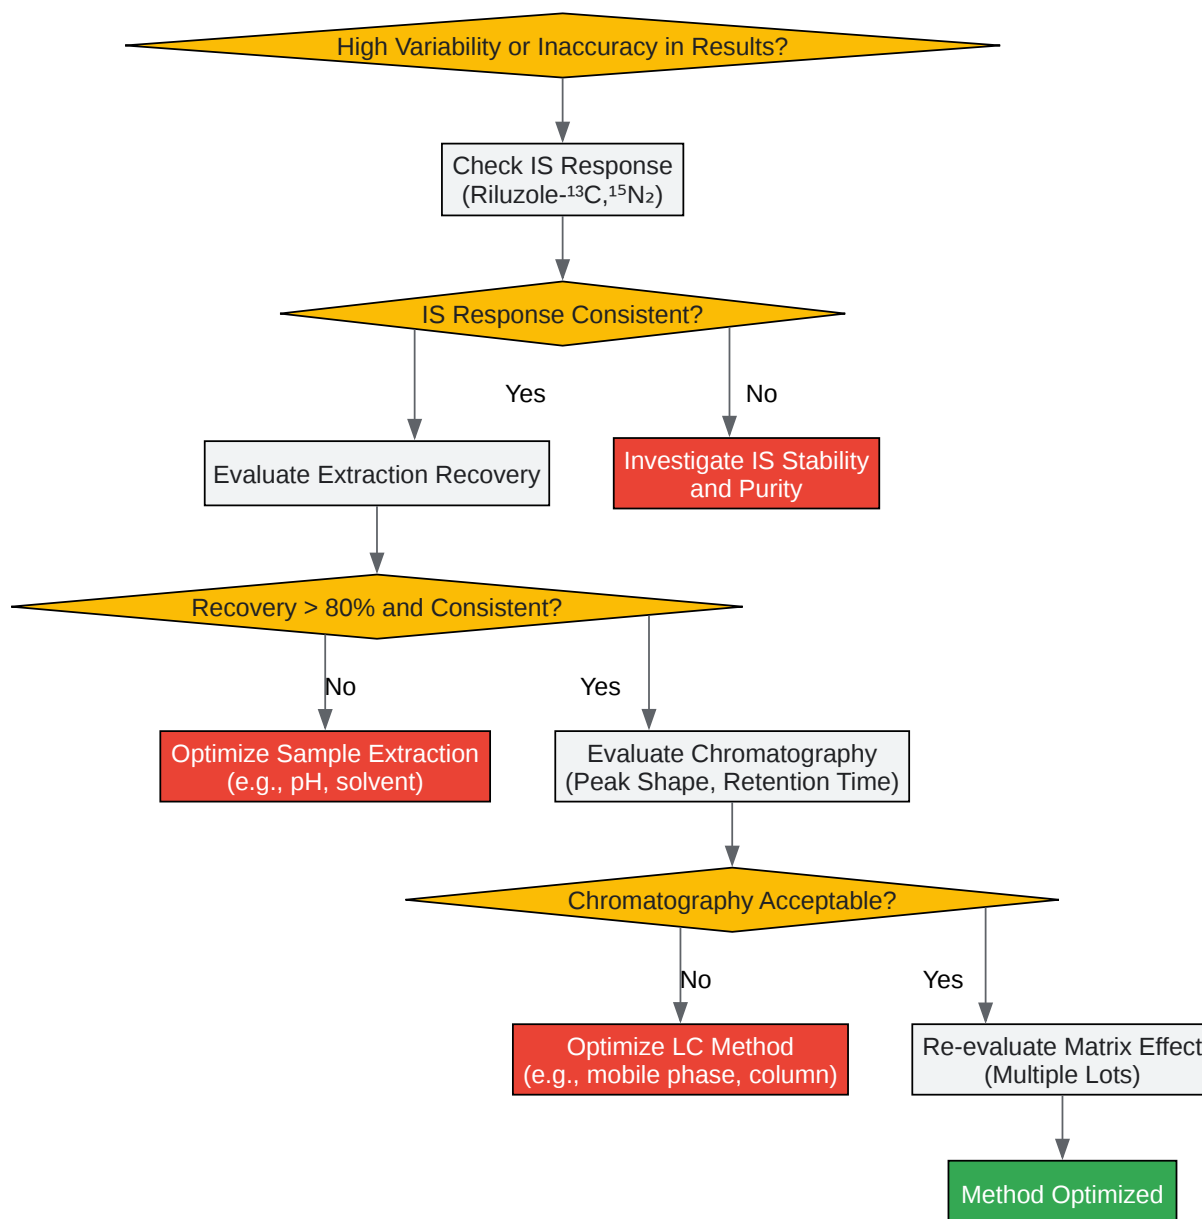 High Variability or Inaccuracy in Results?
Check IS Response
(Riluzole-¹³C,¹⁵N₂)
IS Response Consistent?
Yes
No
Evaluate Extraction Recovery
Investigate IS Stability
and Purity
Recovery > 80% and Consistent?
No
Yes
Optimize Sample Extraction
(e.g., pH, solvent)
Evaluate Chromatography
(Peak Shape, Retention Time)
Chromatography Acceptable?
No
Yes
Optimize LC Method
(e.g., mobile phase, column)
Re-evaluate Matrix Effect
(Multiple Lots)
Method Optimized